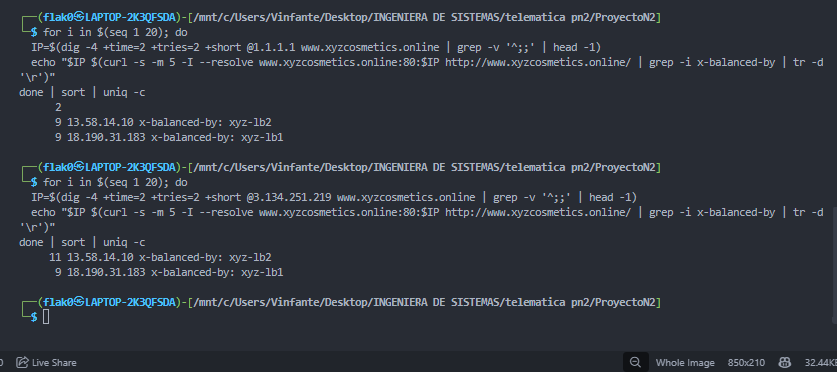 ┌──(flak0㉿LAPTOP-2K3QFSDA)-[/mnt/c/Users/Vinfante/Desktop/INGENIERA DE SISTEMAS/telematica pn2/ProyectoN2]
└─$ for i in $(seq 1 20); do
IP=$(dig -4 +time=2 +tries=2 +short @1.1.1.1 www.xyzcosmetics.online | grep -v '^;;' | head -1)
echo "$IP $(curl -s -m 5 -I --resolve www.xyzcosmetics.online:80:$IP http://www.xyzcosmetics.online/ | grep -i x-balanced-by | tr -d
'\r')"
done | sort | uniq -c
2
9 13.58.14.10 x-balanced-by: xyz-lb2
9 18.190.31.183 x-balanced-by: xyz-lb1
┌──(flak0㉿LAPTOP-2K3QFSDA)-[/mnt/c/Users/Vinfante/Desktop/INGENIERA DE SISTEMAS/telematica pn2/ProyectoN2]
└─$ for i in $(seq 1 20); do
IP=$(dig -4 +time=2 +tries=2 +short @3.134.251.219 www.xyzcosmetics.online | grep -v '^;;' | head -1)
echo "$IP $(curl -s -m 5 -I --resolve www.xyzcosmetics.online:80:$IP http://www.xyzcosmetics.online/ | grep -i x-balanced-by | tr -d
'\r')"
done | sort | uniq -c
11 13.58.14.10 x-balanced-by: xyz-lb2
9 18.190.31.183 x-balanced-by: xyz-lb1
┌──(flak0㉿LAPTOP-2K3QFSDA)-[/mnt/c/Users/Vinfante/Desktop/INGENIERA DE SISTEMAS/telematica pn2/ProyectoN2]
└─$
Live Share Whole Image 850x210 32.44K